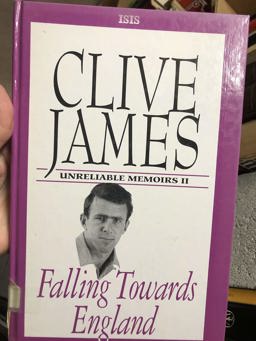 ISIS
CLIVE
JAMES
UNRELIABLE MEMOIRS II
Falling Towards
England